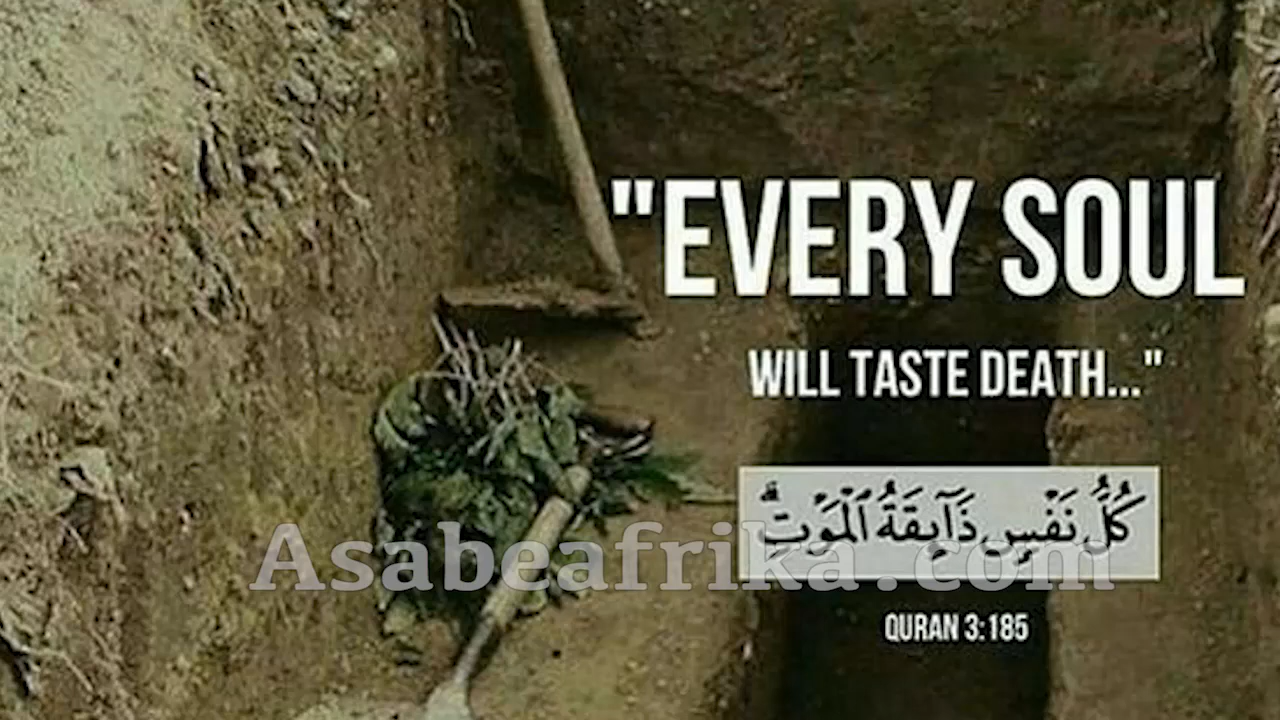 "EVERY SOUL
WILL TASTE DEATH..."
كُلُّ نَفْسٍ ذَآئِقَةُ ٱلْمَوْتِ ۗ
Asabeafrika.com
QURAN 3:185